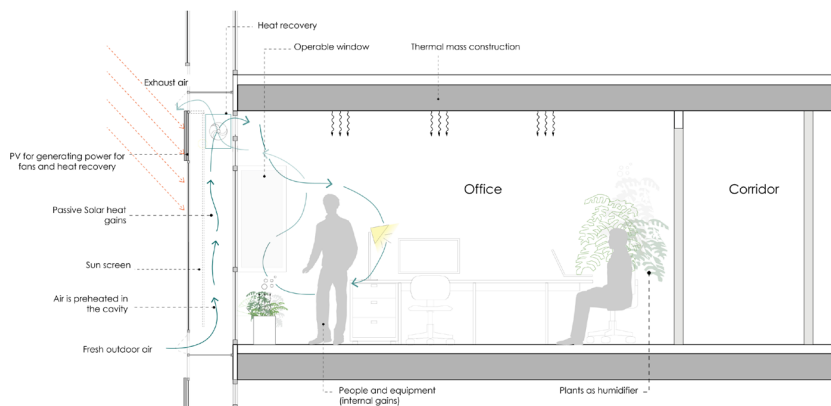 Heat recovery
Operable window
Thermal mass construction
Exhaust air
PV for generating power for
fans and heat recovery
Office
Corridor
Passive Solar heat
gains
Sun screen
Air is preheated in
the cavity
Fresh outdoor air
People and equipment
(internal gains)
Plants as humidifier